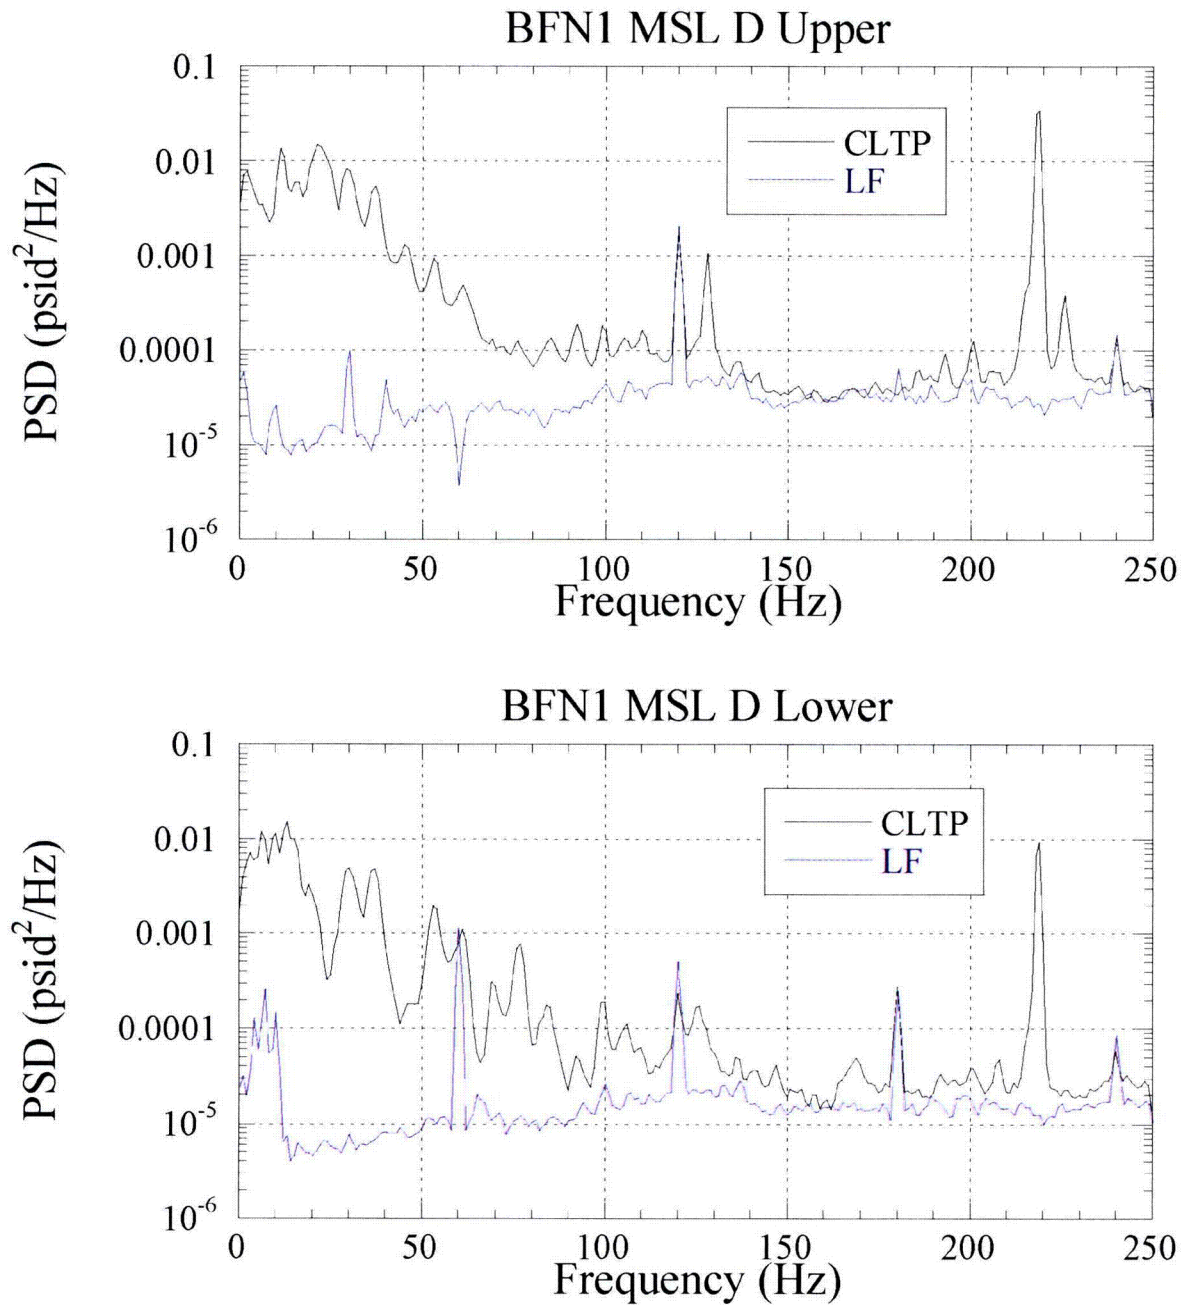 BFN1 MSL D Upper
0.1
0.01
0.001
0.0001
10-5
10-6
PSD (psid2/Hz)
CLTP
LF
0 50 100 150 200 250
Frequency (Hz)
BFN1 MSL D Lower
0.1
0.01
0.001
0.0001
10-5
10-6
PSD (psid2/Hz)
CLTP
LF
0 50 100 150 200 250
Frequency (Hz)